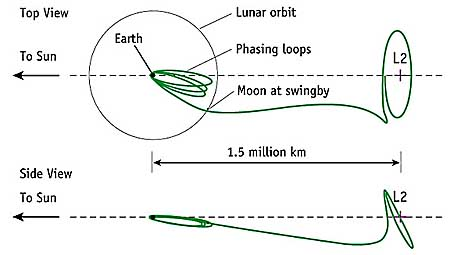 Top View
Lunar orbit
Earth
Phasing loops
To Sun
L2
Moon at swingby
1.5 million km
Side View
To Sun
L2